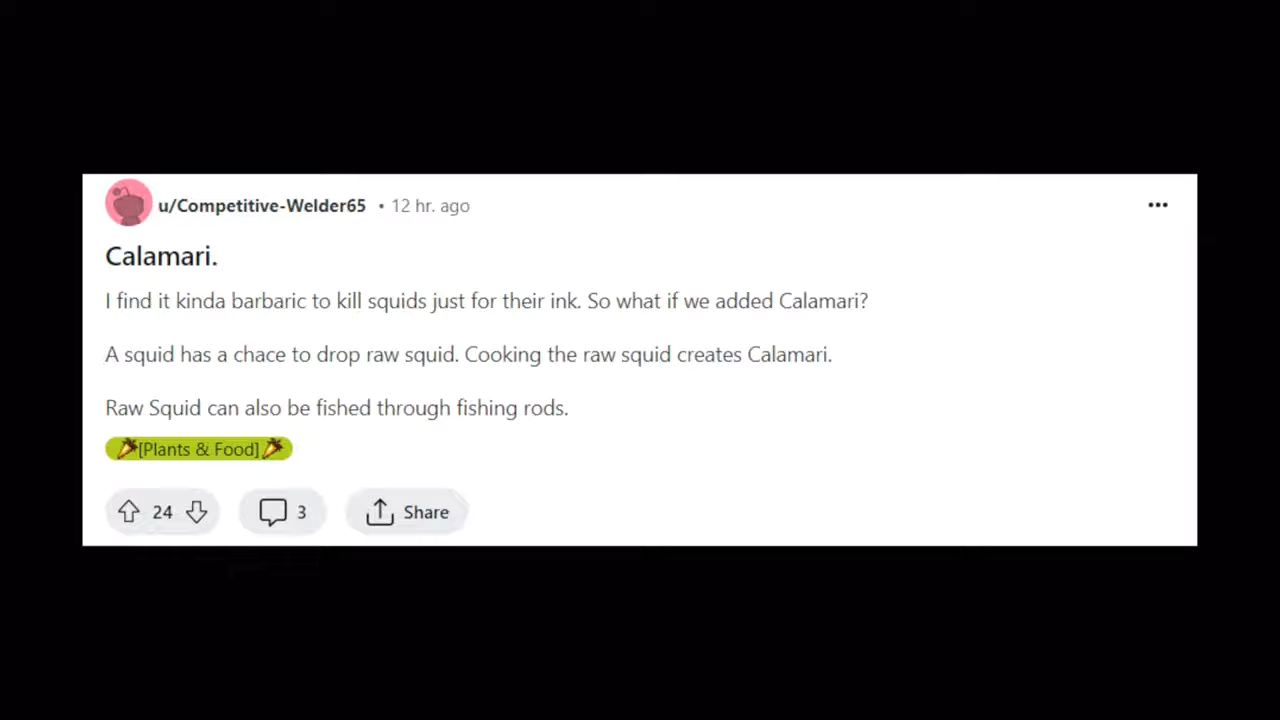 u/Competitive-Welder65 • 12 hr. ago
Calamari.
I find it kinda barbaric to kill squids just for their ink. So what if we added Calamari?
A squid has a chace to drop raw squid. Cooking the raw squid creates Calamari.
Raw Squid can also be fished through fishing rods.
🥕[Plants & Food]🥕
24 3 Share